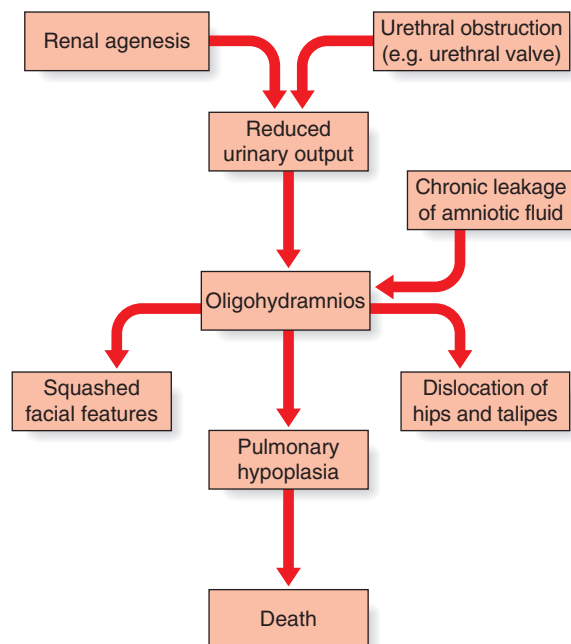 Renal agenesis
Urethral obstruction
(e.g. urethral valve)
Reduced
urinary output
Chronic leakage
of amniotic fluid
Oligohydramnios
Squashed
facial features
Dislocation of
hips and talipes
Pulmonary
hypoplasia
Death